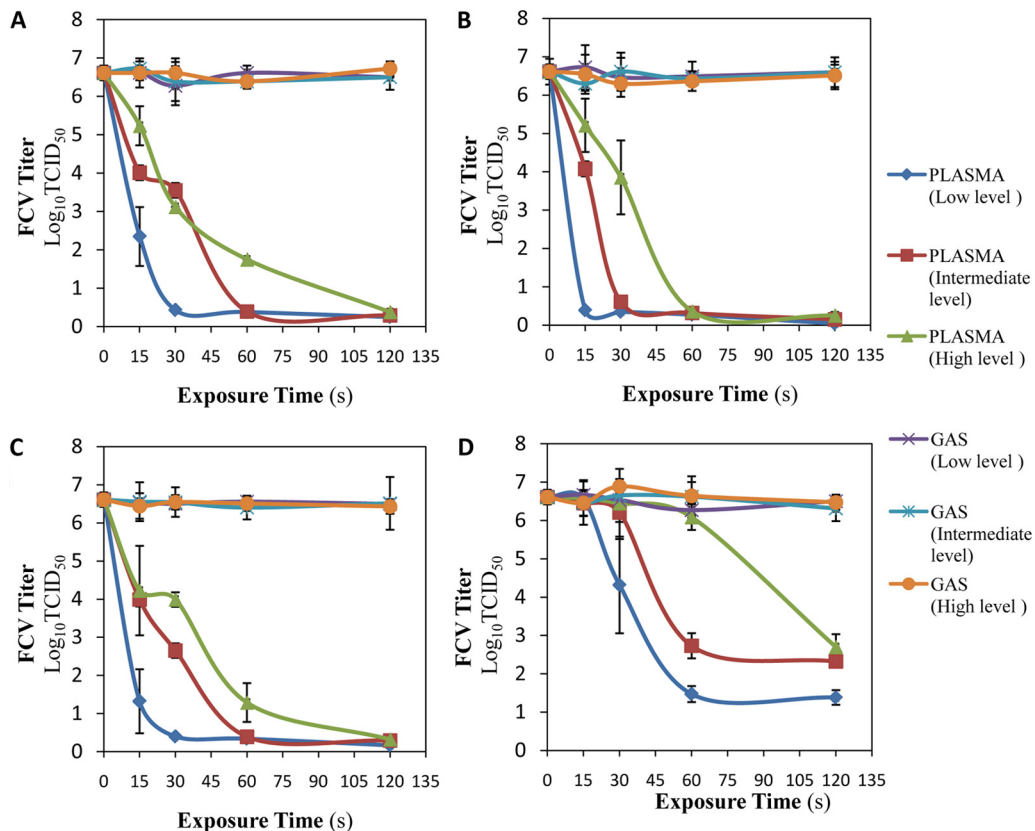 A
8
7
6
5
4
3
2
1
0
FCV Titer
Log10TCID50
0 15 30 45 60 75 90 105 120 135
Exposure Time (s)
B
8
7
6
5
4
3
2
1
0
FCV Titer
Log10TCID50
0 15 30 45 60 75 90 105 120 135
Exposure Time (s)
PLASMA
(Low level )
PLASMA
(Intermediate
level)
PLASMA
(High level )
C
8
7
6
5
4
3
2
1
0
FCV Titer
Log10TCID50
0 15 30 45 60 75 90 105 120 135
Exposure Time (s)
D
8
7
6
5
4
3
2
1
0
FCV Titer
Log10TCID50
0 15 30 45 60 75 90 105 120 135
Exposure Time (s)
GAS
(Low level )
GAS
(Intermediate
level)
GAS
(High level )